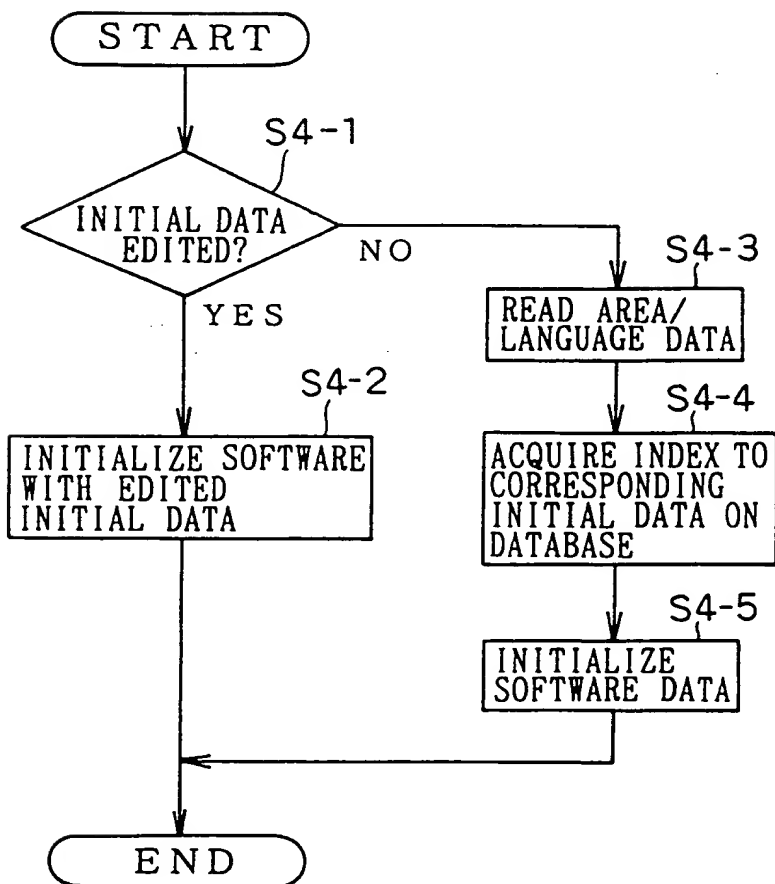 START
S4-1
INITIAL DATA
EDITED?
NO
YES
S4-2
INITIALIZE SOFTWARE
WITH EDITED
INITIAL DATA
S4-3
READ AREA/
LANGUAGE DATA
S4-4
ACQUIRE INDEX TO
CORRESPONDING
INITIAL DATA ON
DATABASE
S4-5
INITIALIZE
SOFTWARE DATA
END